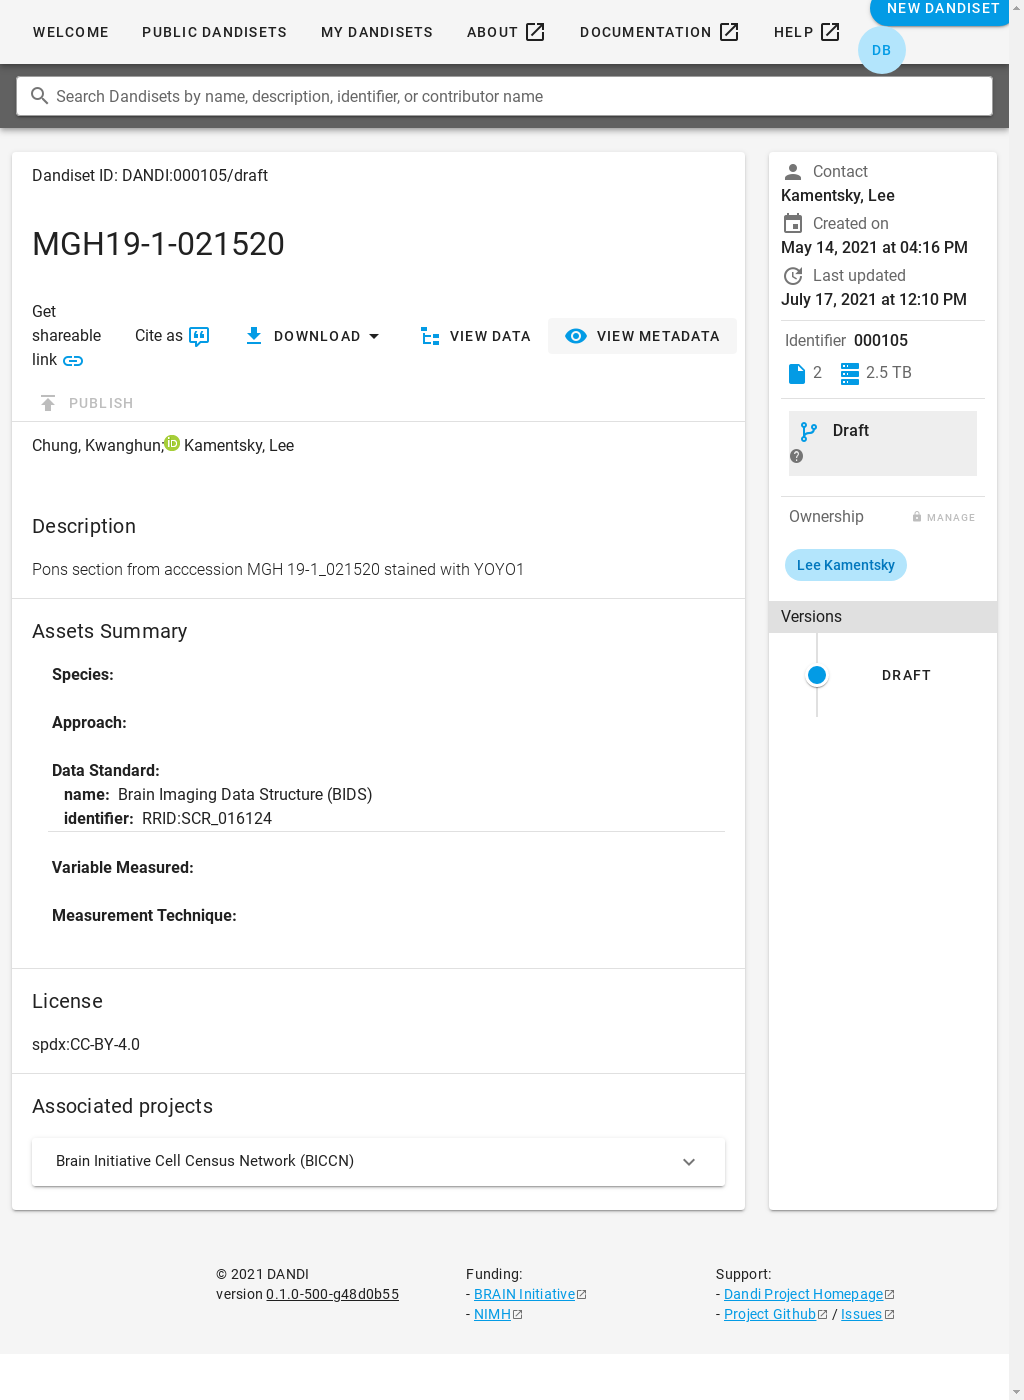 WELCOME PUBLIC DANDISETS MY DANDISETS ABOUT DOCUMENTATION HELP NEW DANDISET
DB
Search Dandisets by name, description, identifier, or contributor name
Dandiset ID: DANDI:000105/draft
MGH19-1-021520
Get
shareable
link
Cite as
DOWNLOAD
VIEW DATA
VIEW METADATA
PUBLISH
Chung, Kwanghun; Kamentsky, Lee
Description
Pons section from acccession MGH 19-1_021520 stained with YOYO1
Assets Summary
Species:
Approach:
Data Standard:
name: Brain Imaging Data Structure (BIDS)
identifier: RRID:SCR_016124
Variable Measured:
Measurement Technique:
License
spdx:CC-BY-4.0
Associated projects
Brain Initiative Cell Census Network (BICCN)
Contact
Kamentsky, Lee
Created on
May 14, 2021 at 04:16 PM
Last updated
July 17, 2021 at 12:10 PM
Identifier 000105
2 2.5 TB
Draft
Ownership MANAGE
Lee Kamentsky
Versions
DRAFT
© 2021 DANDI
version 0.1.0-500-g48d0b55
Funding:
- BRAIN Initiative
- NIMH
Support:
- Dandi Project Homepage
- Project Github / Issues